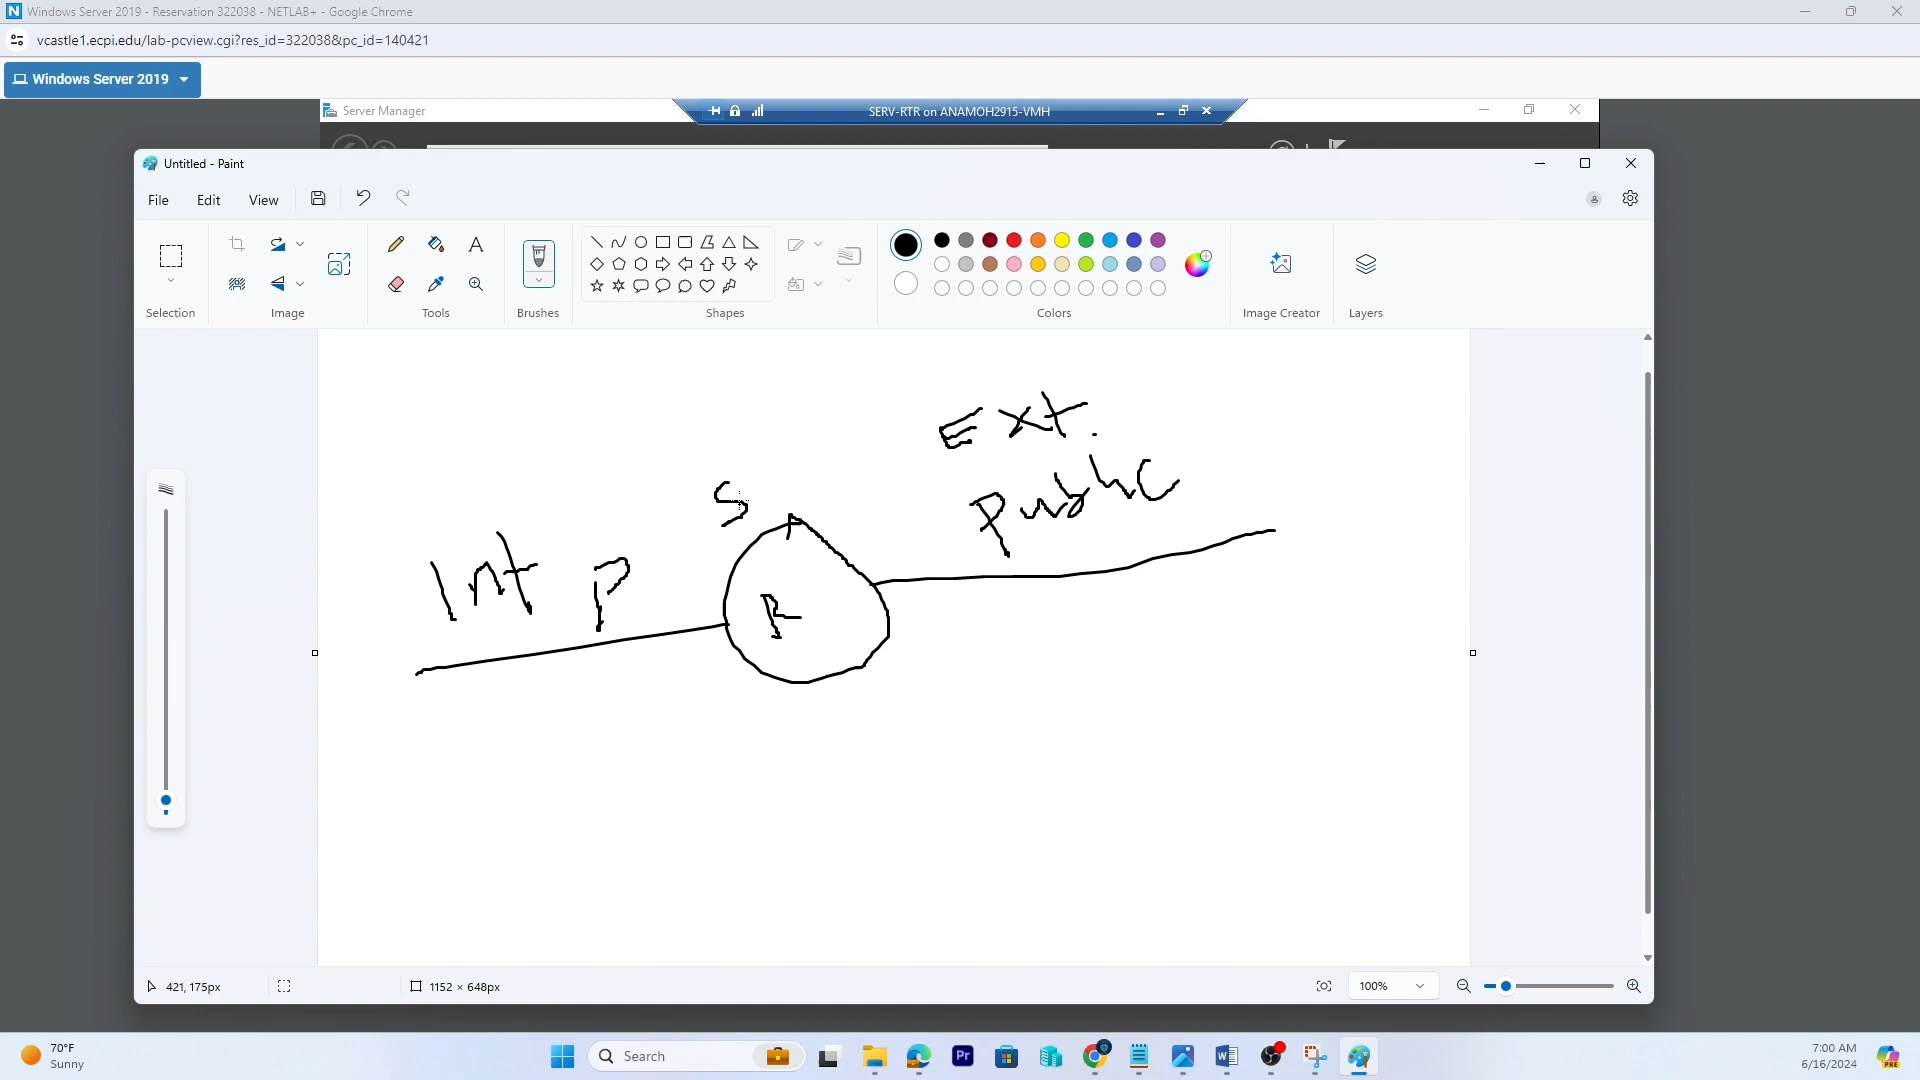 Windows Server 2019 - Reservation 322038 - NETLAB+ - Google Chrome
vcastle1.ecpi.edu/lab-pcview.cgi?res_id=322038&pc_id=140421
Windows Server 2019
Server Manager
SERV-RTR on ANAMOH2915-VMH
Untitled - Paint
File Edit View
Selection Image Tools Brushes Shapes Colors Image Creator Layers
Ext.
Public
S
Int P
R
421, 175px
1152 × 648px
100%
70°F
Sunny
Search
Pr
PRE
7:00 AM
6/16/2024